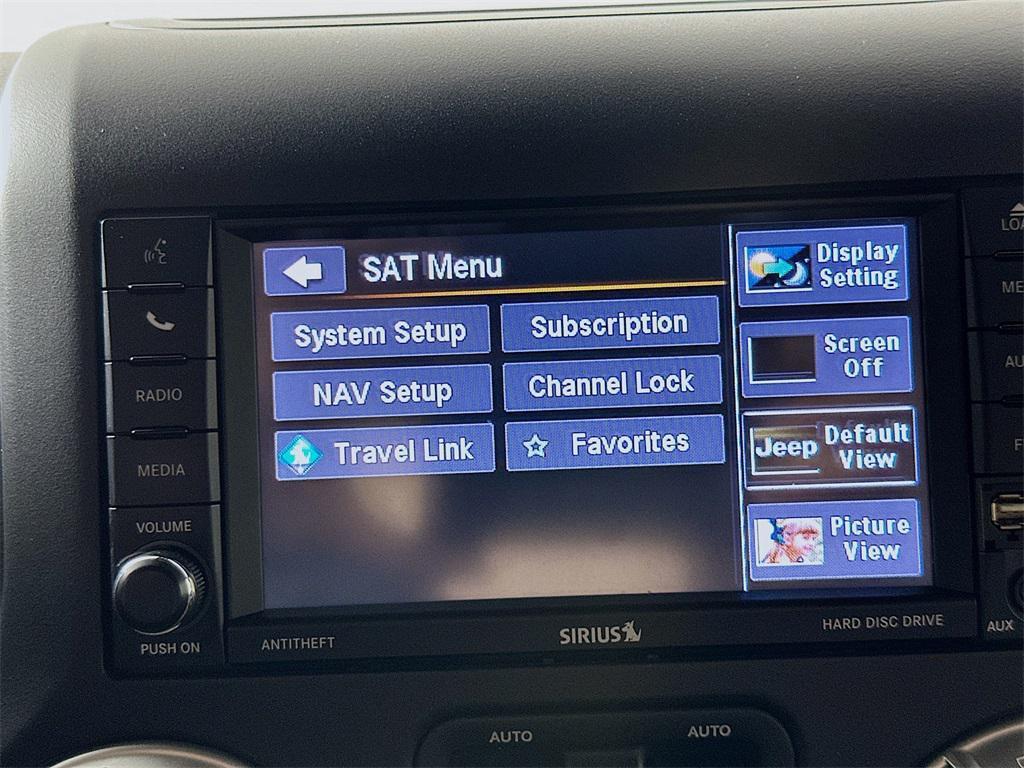 SAT Menu
System Setup
Subscription
NAV Setup
Channel Lock
Travel Link
Favorites
Display
Setting
Screen
Off
Jeep
Default
View
Picture
View
RADIO
MEDIA
VOLUME
PUSH ON
ANTITHEFT
SIRIUS
HARD DISC DRIVE
AUX
AUTO
AUTO